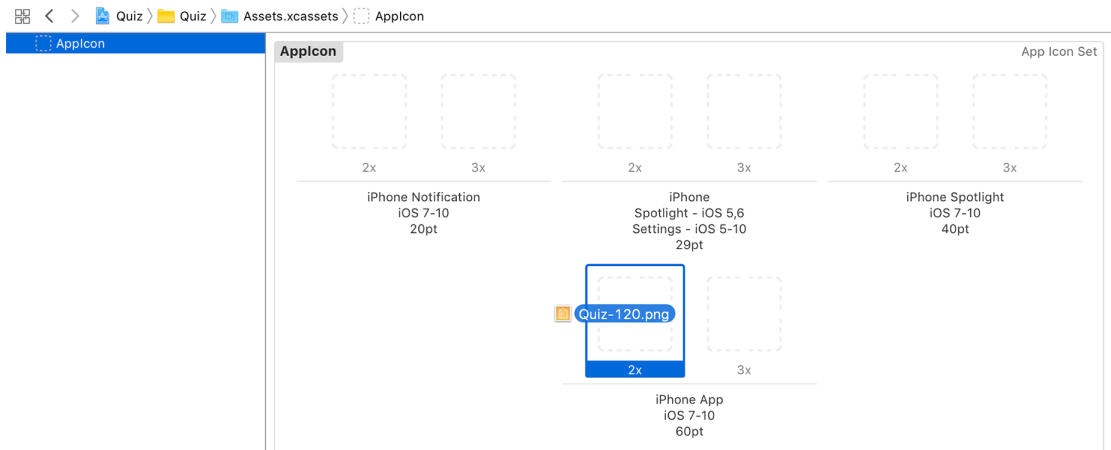 Quiz Quiz Assets.xcassets AppIcon
AppIcon
AppIcon App Icon Set
2x 3x 2x 3x 2x 3x
iPhone Notification
iOS 7-10
20pt
iPhone
Spotlight - iOS 5,6
Settings - iOS 5-10
29pt
iPhone Spotlight
iOS 7-10
40pt
Quiz-120.png
2x 3x
iPhone App
iOS 7-10
60pt